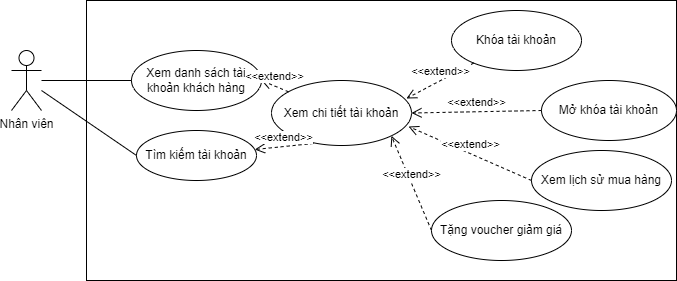 Khóa tài khoản
Xem danh sách tài
khoản khách hàng
<<extend>>
<<extend>>
Mở khóa tài khoản
<<extend>>
Xem chi tiết tài khoản
Nhân viên
<<extend>>
<<extend>>
Tìm kiếm tài khoản
<<extend>>
Xem lịch sử mua hàng
Tặng voucher giảm giá